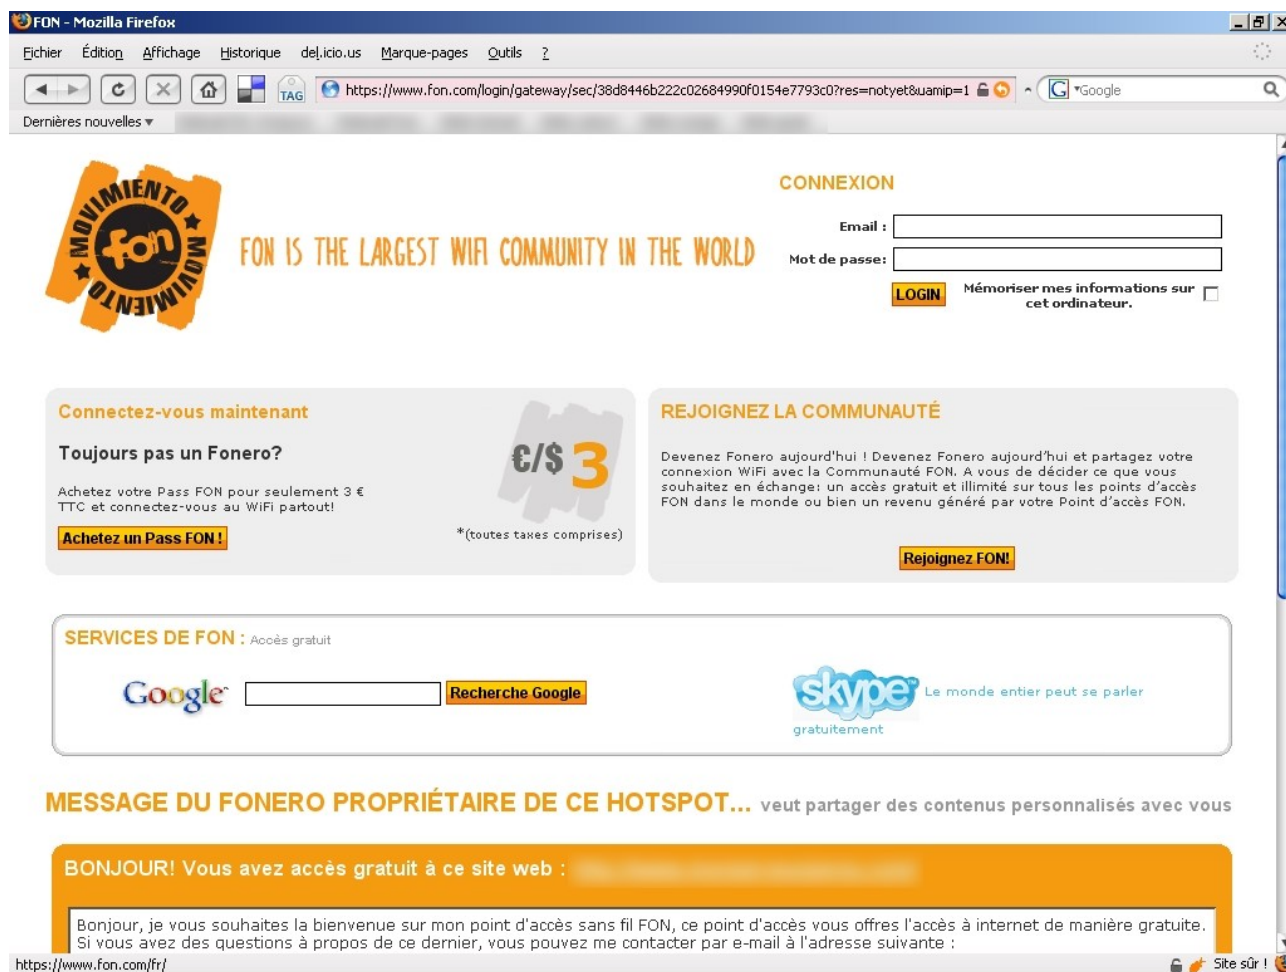 FON - Mozilla Firefox
Fichier Édition Affichage Historique del.icio.us Marque-pages Outils ?
TAG https://www.fon.com/login/gateway/sec/38d8446b222c02684990f0154e7793c0?res=notyet&uamip=1 G Google
Dernières nouvelles
MOVIMIENTO MOVIMIENTO
fon
FON IS THE LARGEST WIFI COMMUNITY IN THE WORLD
CONNEXION
Email :
Mot de passe:
LOGIN Mémoriser mes informations sur
cet ordinateur.
Connectez-vous maintenant
Toujours pas un Fonero?
€/$ 3
Achetez votre Pass FON pour seulement 3 €
TTC et connectez-vous au WiFi partout!
Achetez un Pass FON !
*(toutes taxes comprises)
REJOIGNEZ LA COMMUNAUTÉ
Devenez Fonero aujourd'hui ! Devenez Fonero aujourd’hui et partagez votre
connexion WiFi avec la Communauté FON. A vous de décider ce que vous
souhaitez en échange: un accès gratuit et illimité sur tous les points d’accès
FON dans le monde ou bien un revenu généré par votre Point d’accès FON.
Rejoignez FON!
SERVICES DE FON : Accès gratuit
Google Recherche Google
skype Le monde entier peut se parler
gratuitement
MESSAGE DU FONERO PROPRIÉTAIRE DE CE HOTSPOT... veut partager des contenus personnalisés avec vous
BONJOUR! Vous avez accès gratuit à ce site web :
Bonjour, je vous souhaites la bienvenue sur mon point d'accès sans fil FON, ce point d'accès vous offres l'accès à internet de manière gratuite.
Si vous avez des questions à propos de ce dernier, vous pouvez me contacter par e-mail à l'adresse suivante :
https://www.fon.com/fr/ Site sûr !